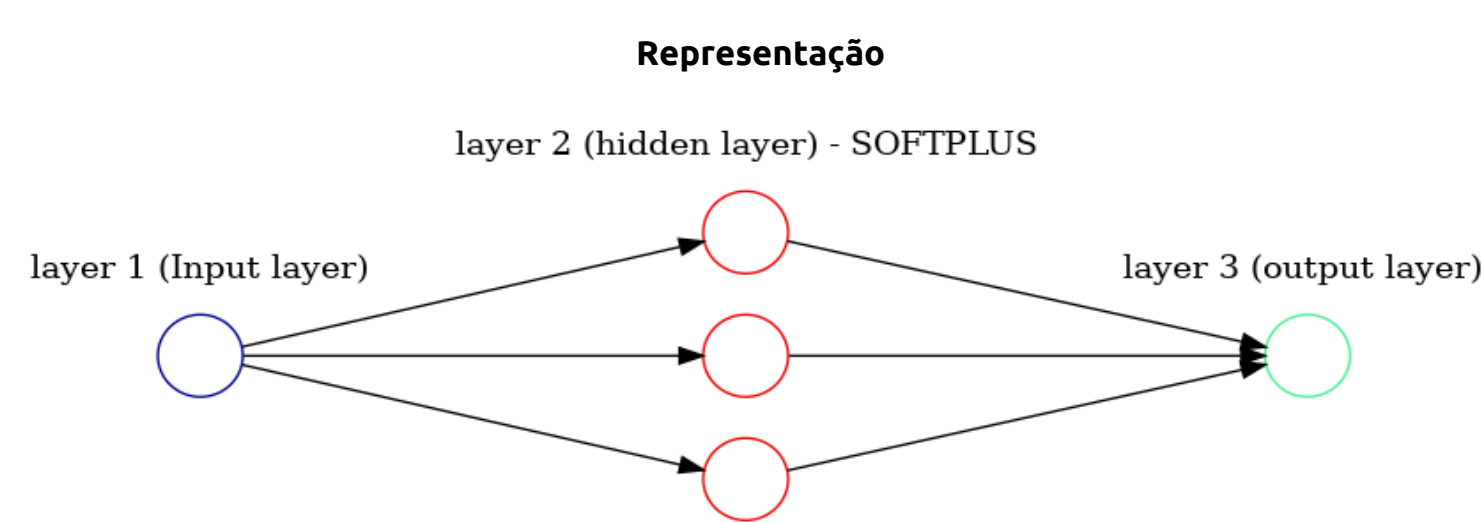 Representação
layer 2 (hidden layer) - SOFTPLUS
layer 1 (Input layer)
layer 3 (output layer)